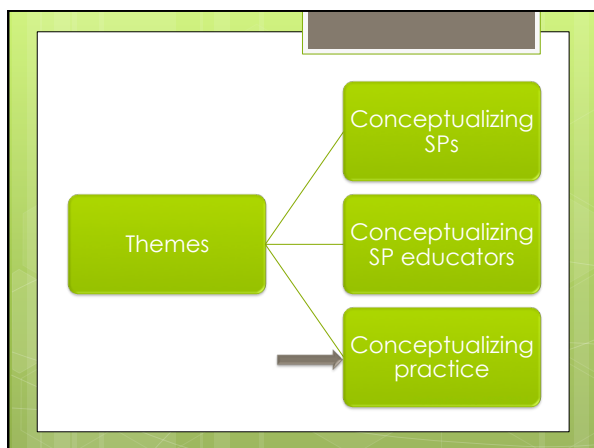 Conceptualizing
SPs
Themes
Conceptualizing
SP educators
Conceptualizing
practice